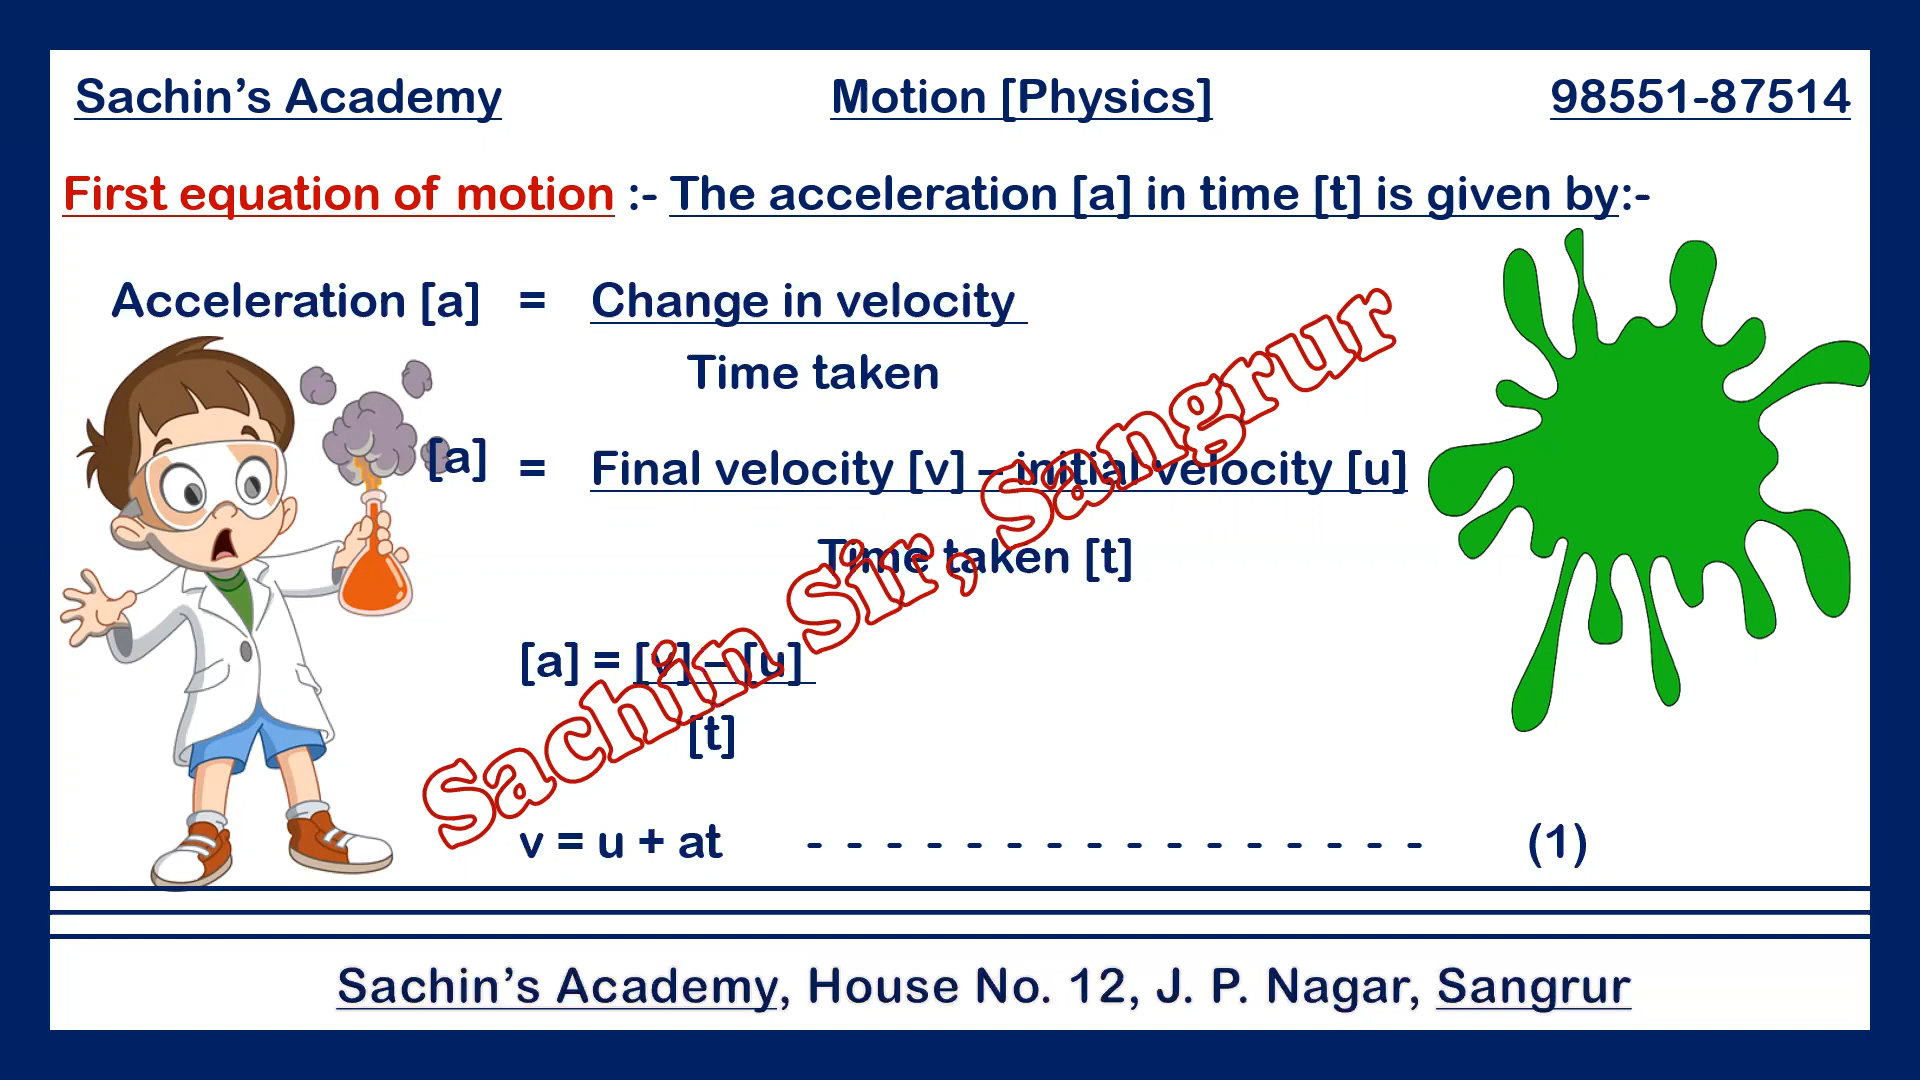 Sachin’s Academy Motion [Physics] 98551-87514
First equation of motion :- The acceleration [a] in time [t] is given by:-
Acceleration [a] = Change in velocity
Time taken
[a] = Final velocity [v] – initial velocity [u]
Time taken [t]
[a] = [v] – [u]
[t]
v = u + at - - - - - - - - - - - - - - - - (1)
Sachin Sir, Sangrur
Sachin’s Academy, House No. 12, J. P. Nagar, Sangrur